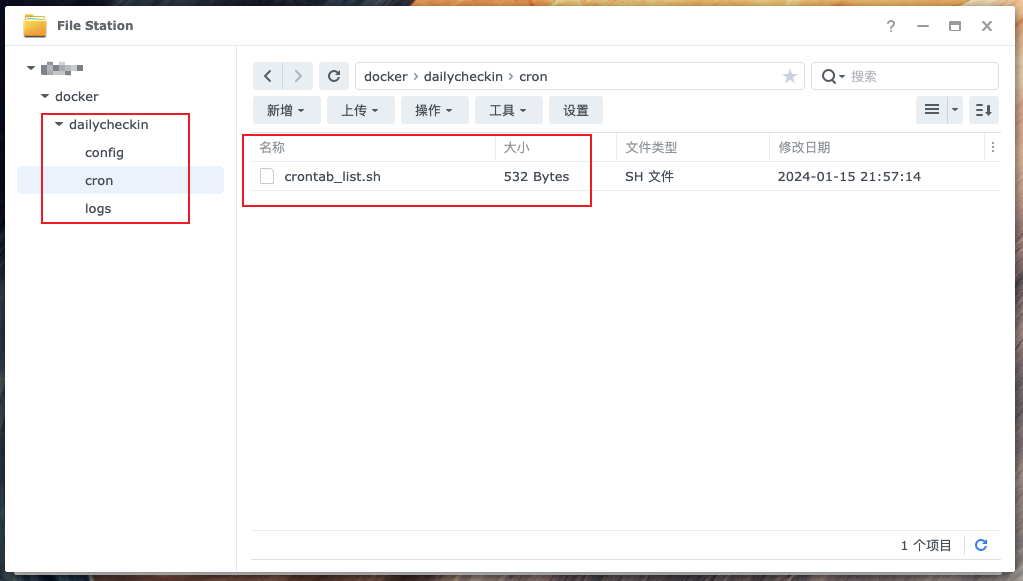 File Station
?
docker
dailycheckin
config
cron
logs
docker › dailycheckin › cron
搜索
新增
上传
操作
工具
设置
名称 大小 文件类型 修改日期
crontab_list.sh 532 Bytes SH 文件 2024-01-15 21:57:14
1 个项目